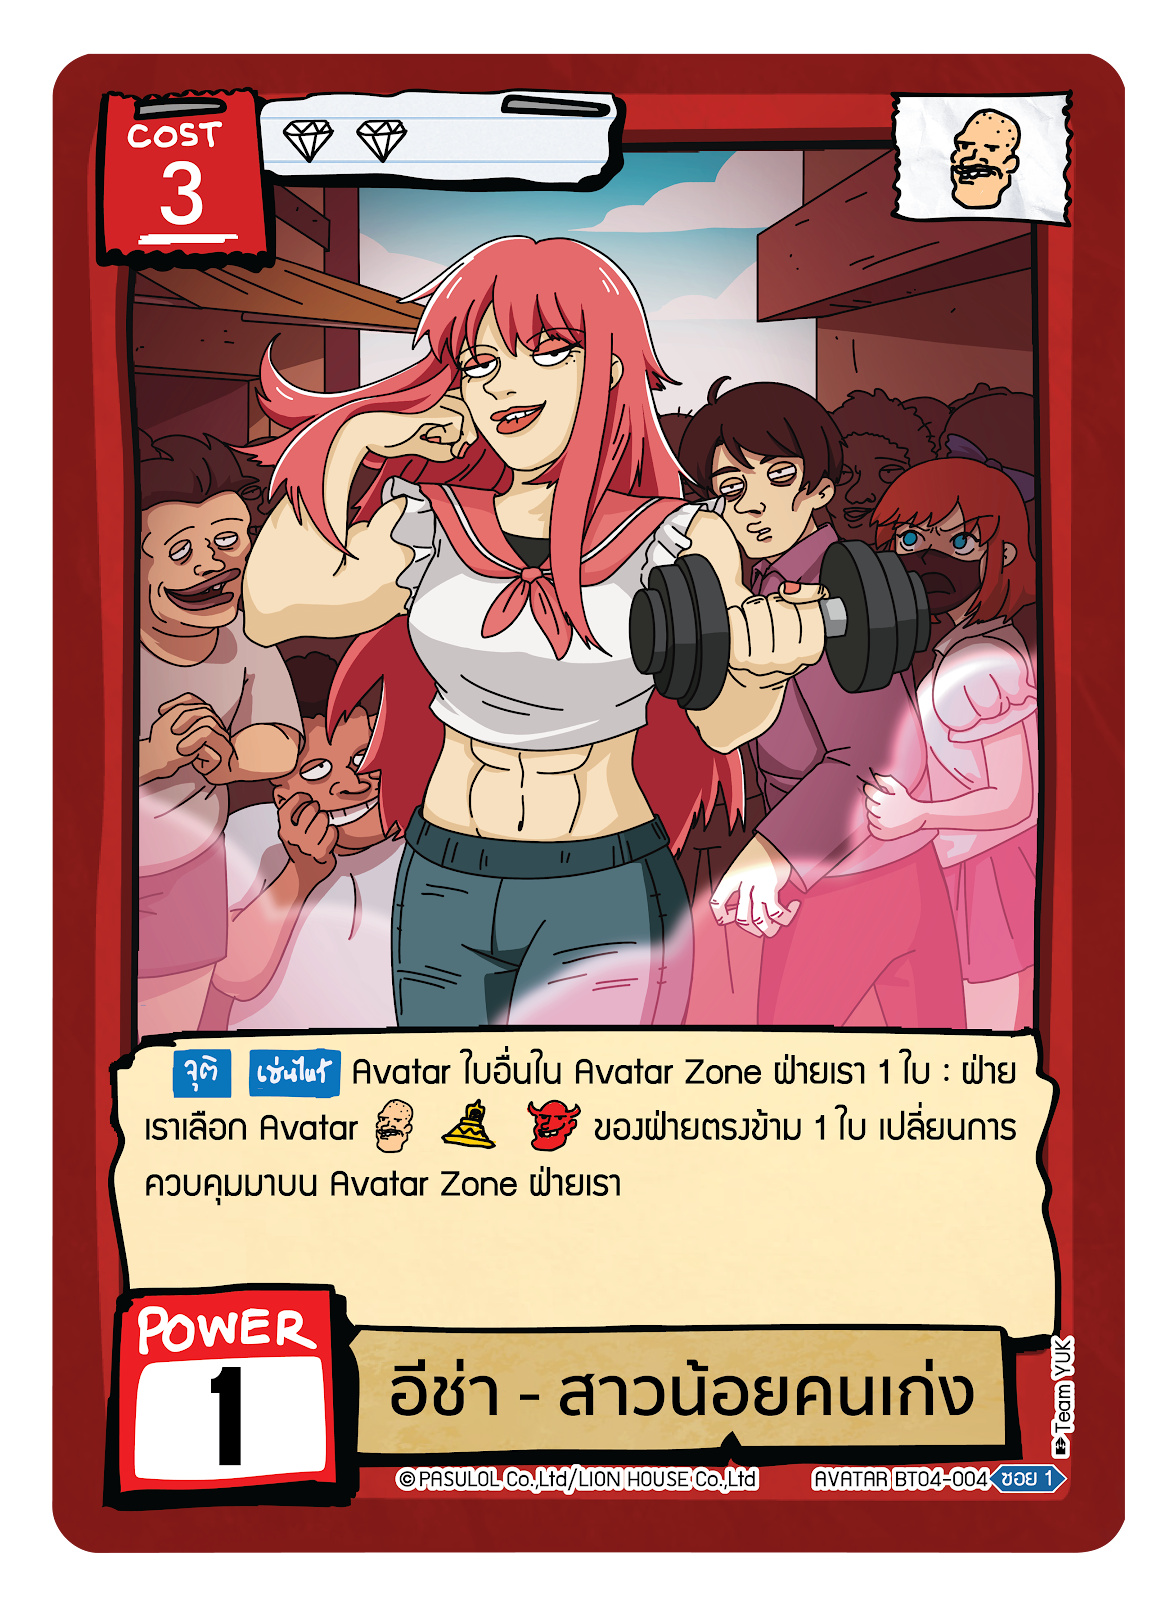 COST
3
จุติ เซ่นไหว้ Avatar ใบอื่นใน Avatar Zone ฝ่ายเรา 1 ใบ : ฝ่าย
เราเลือก Avatar ของฝ่ายตรงข้าม 1 ใบ เปลี่ยนการ
ควบคุมมาบน Avatar Zone ฝ่ายเรา
POWER
1
อีช่า - สาวน้อยคนเก่ง
Team YUK
© PASULOL Co.,Ltd/LION HOUSE Co.,Ltd
AVATAR BT04-004 ซอย 1